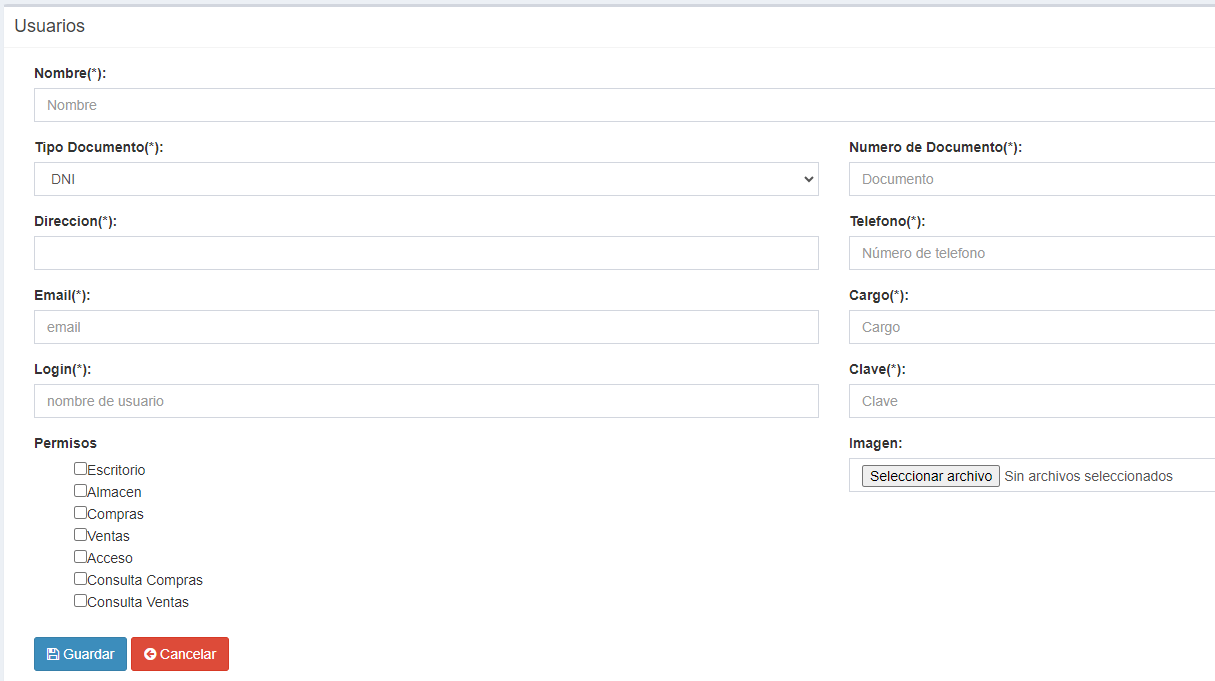 Usuarios
Nombre(*):
Nombre
Tipo Documento(*):
Numero de Documento(*):
DNI
Documento
Direccion(*):
Telefono(*):
Número de telefono
Email(*):
Cargo(*):
email
Cargo
Login(*):
Clave(*):
nombre de usuario
Clave
Permisos
Imagen:
Escritorio
Seleccionar archivo Sin archivos seleccionados
Almacen
Compras
Ventas
Acceso
Consulta Compras
Consulta Ventas
Guardar
Cancelar